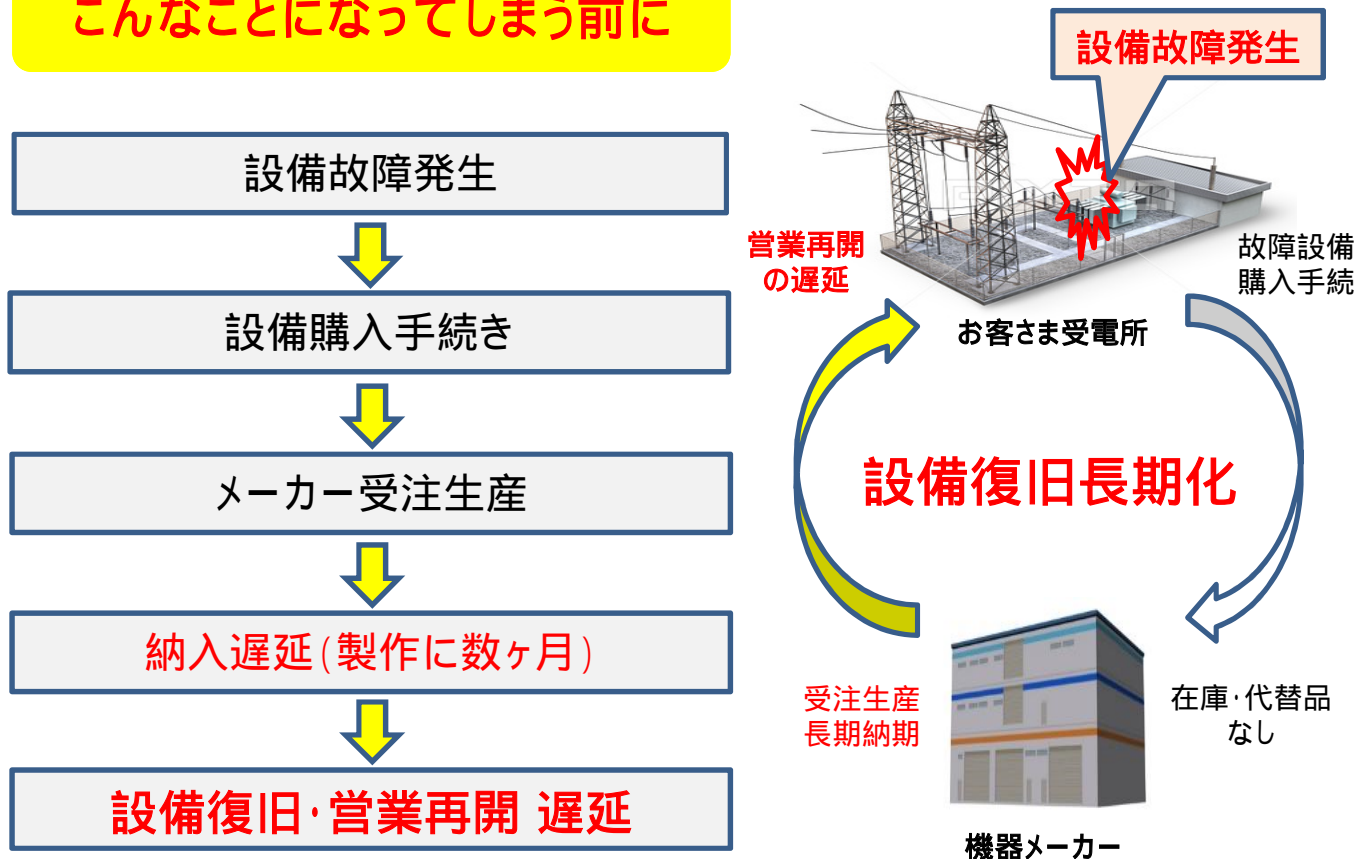 こんなことになってしまう前に
設備故障発生
設備購入手続き
メーカー受注生産
納入遅延(製作に数ヶ月)
設備復旧・営業再開 遅延
設備故障発生
営業再開
の遅延
故障設備
購入手続
お客さま受電所
設備復旧長期化
受注生産
長期納期
在庫・代替品
なし
機器メーカー